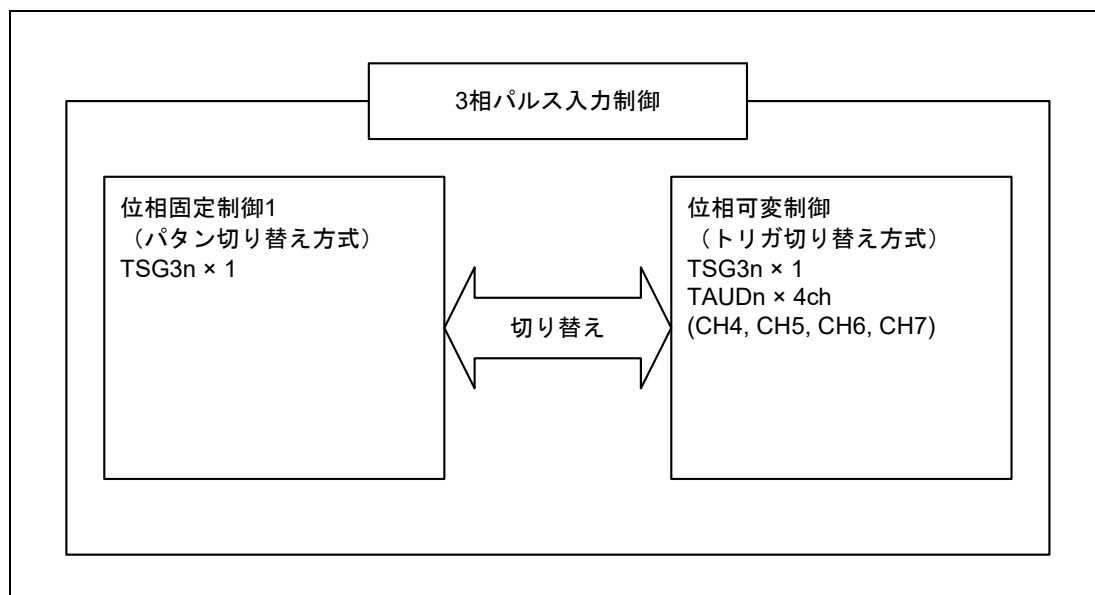 3相パルス入力制御
位相固定制御1
（パタン切り替え方式）
TSG3n × 1
切り替え
位相可変制御
（トリガ切り替え方式）
TSG3n × 1
TAUDn × 4ch
(CH4, CH5, CH6, CH7)